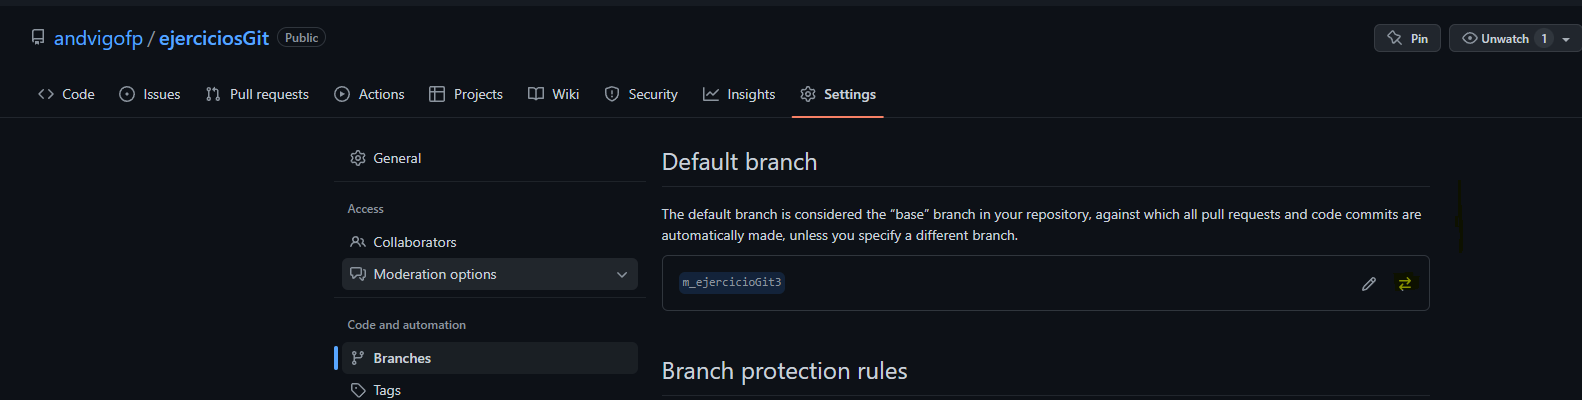 andvigofp / ejerciciosGit Public
Pin Unwatch 1
Code Issues Pull requests Actions Projects Wiki Security Insights Settings
General
Access
Collaborators
Moderation options
Code and automation
Branches
Tags
Default branch
The default branch is considered the “base” branch in your repository, against which all pull requests and code commits are
automatically made, unless you specify a different branch.
m_ejercicioGit3
Branch protection rules